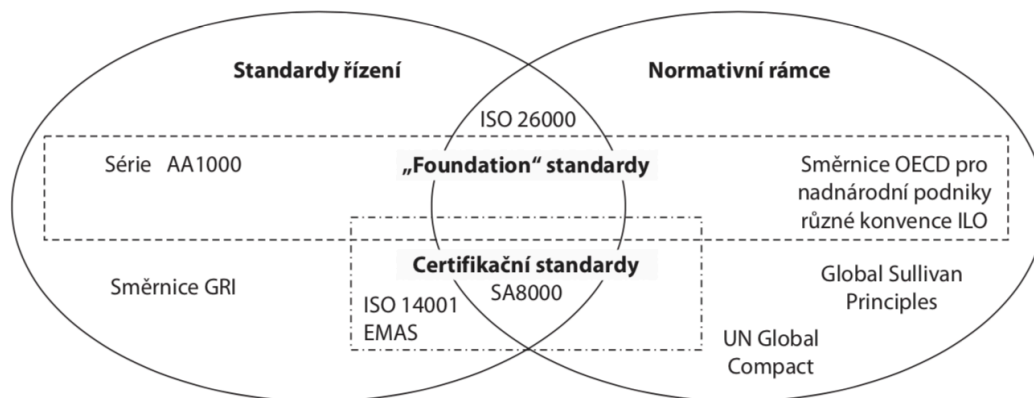 Standardy řízení
Normativní rámce
ISO 26000
Série AA1000
„Foundation“ standardy
Směrnice OECD pro
nadnárodní podniky
různé konvence ILO
Certifikační standardy
SA8000
Směrnice GRI
ISO 14001
EMAS
Global Sullivan
Principles
UN Global
Compact